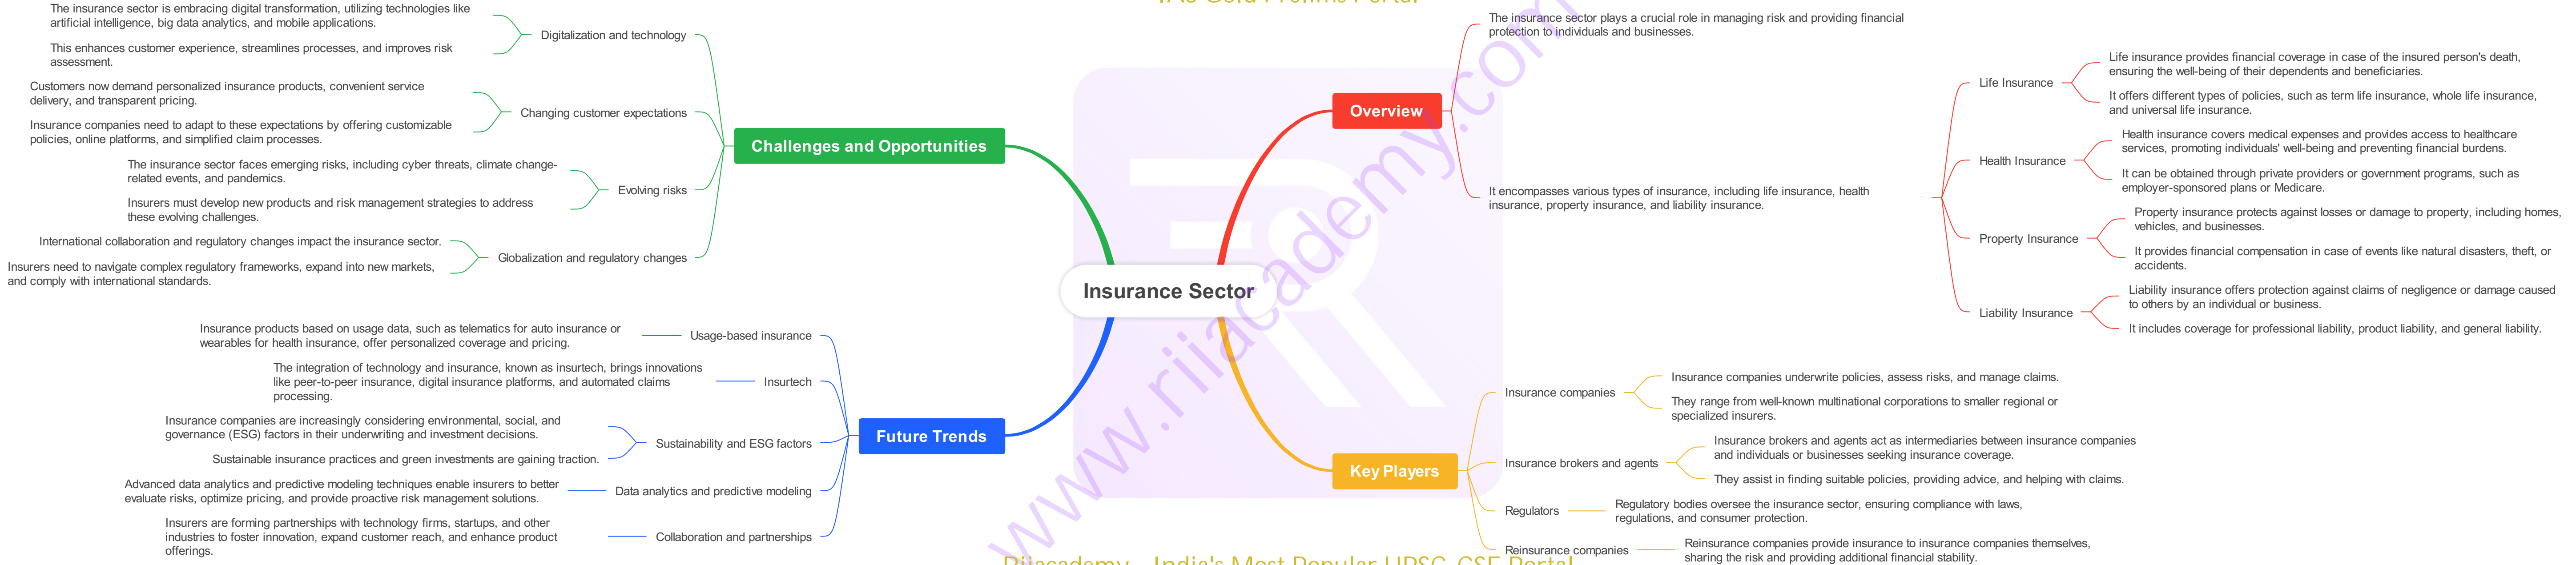 The insurance sector is embracing digital transformation, utilizing technologies like
artificial intelligence, big data analytics, and mobile applications.
This enhances customer experience, streamlines processes, and improves risk
assessment.
Digitalization and technology
Customers now demand personalized insurance products, convenient service
delivery, and transparent pricing.
Insurance companies need to adapt to these expectations by offering customizable
policies, online platforms, and simplified claim processes.
Changing customer expectations
The insurance sector faces emerging risks, including cyber threats, climate change-
related events, and pandemics.
Insurers must develop new products and risk management strategies to address
these evolving challenges.
Evolving risks
International collaboration and regulatory changes impact the insurance sector.
Insurers need to navigate complex regulatory frameworks, expand into new markets,
and comply with international standards.
Globalization and regulatory changes
Challenges and Opportunities
Insurance products based on usage data, such as telematics for auto insurance or
wearables for health insurance, offer personalized coverage and pricing.
Usage-based insurance
The integration of technology and insurance, known as insurtech, brings innovations
like peer-to-peer insurance, digital insurance platforms, and automated claims
processing.
Insurtech
Insurance companies are increasingly considering environmental, social, and
governance (ESG) factors in their underwriting and investment decisions.
Sustainable insurance practices and green investments are gaining traction.
Sustainability and ESG factors
Advanced data analytics and predictive modeling techniques enable insurers to better
evaluate risks, optimize pricing, and provide proactive risk management solutions.
Data analytics and predictive modeling
Insurers are forming partnerships with technology firms, startups, and other
industries to foster innovation, expand customer reach, and enhance product
offerings.
Collaboration and partnerships
Future Trends
Insurance Sector
www.rijacademy.com
Overview
The insurance sector plays a crucial role in managing risk and providing financial
protection to individuals and businesses.
It encompasses various types of insurance, including life insurance, health
insurance, property insurance, and liability insurance.
Life Insurance
Life insurance provides financial coverage in case of the insured person's death,
ensuring the well-being of their dependents and beneficiaries.
It offers different types of policies, such as term life insurance, whole life insurance,
and universal life insurance.
Health Insurance
Health insurance covers medical expenses and provides access to healthcare
services, promoting individuals' well-being and preventing financial burdens.
It can be obtained through private providers or government programs, such as
employer-sponsored plans or Medicare.
Property Insurance
Property insurance protects against losses or damage to property, including homes,
vehicles, and businesses.
It provides financial compensation in case of events like natural disasters, theft, or
accidents.
Liability Insurance
Liability insurance offers protection against claims of negligence or damage caused
to others by an individual or business.
It includes coverage for professional liability, product liability, and general liability.
Key Players
Insurance companies
Insurance companies underwrite policies, assess risks, and manage claims.
They range from well-known multinational corporations to smaller regional or
specialized insurers.
Insurance brokers and agents
Insurance brokers and agents act as intermediaries between insurance companies
and individuals or businesses seeking insurance coverage.
They assist in finding suitable policies, providing advice, and helping with claims.
Regulators
Regulatory bodies oversee the insurance sector, ensuring compliance with laws,
regulations, and consumer protection.
Reinsurance companies
Reinsurance companies provide insurance to insurance companies themselves,
sharing the risk and providing additional financial stability.
India's Most Popular UPSC CSE Portal